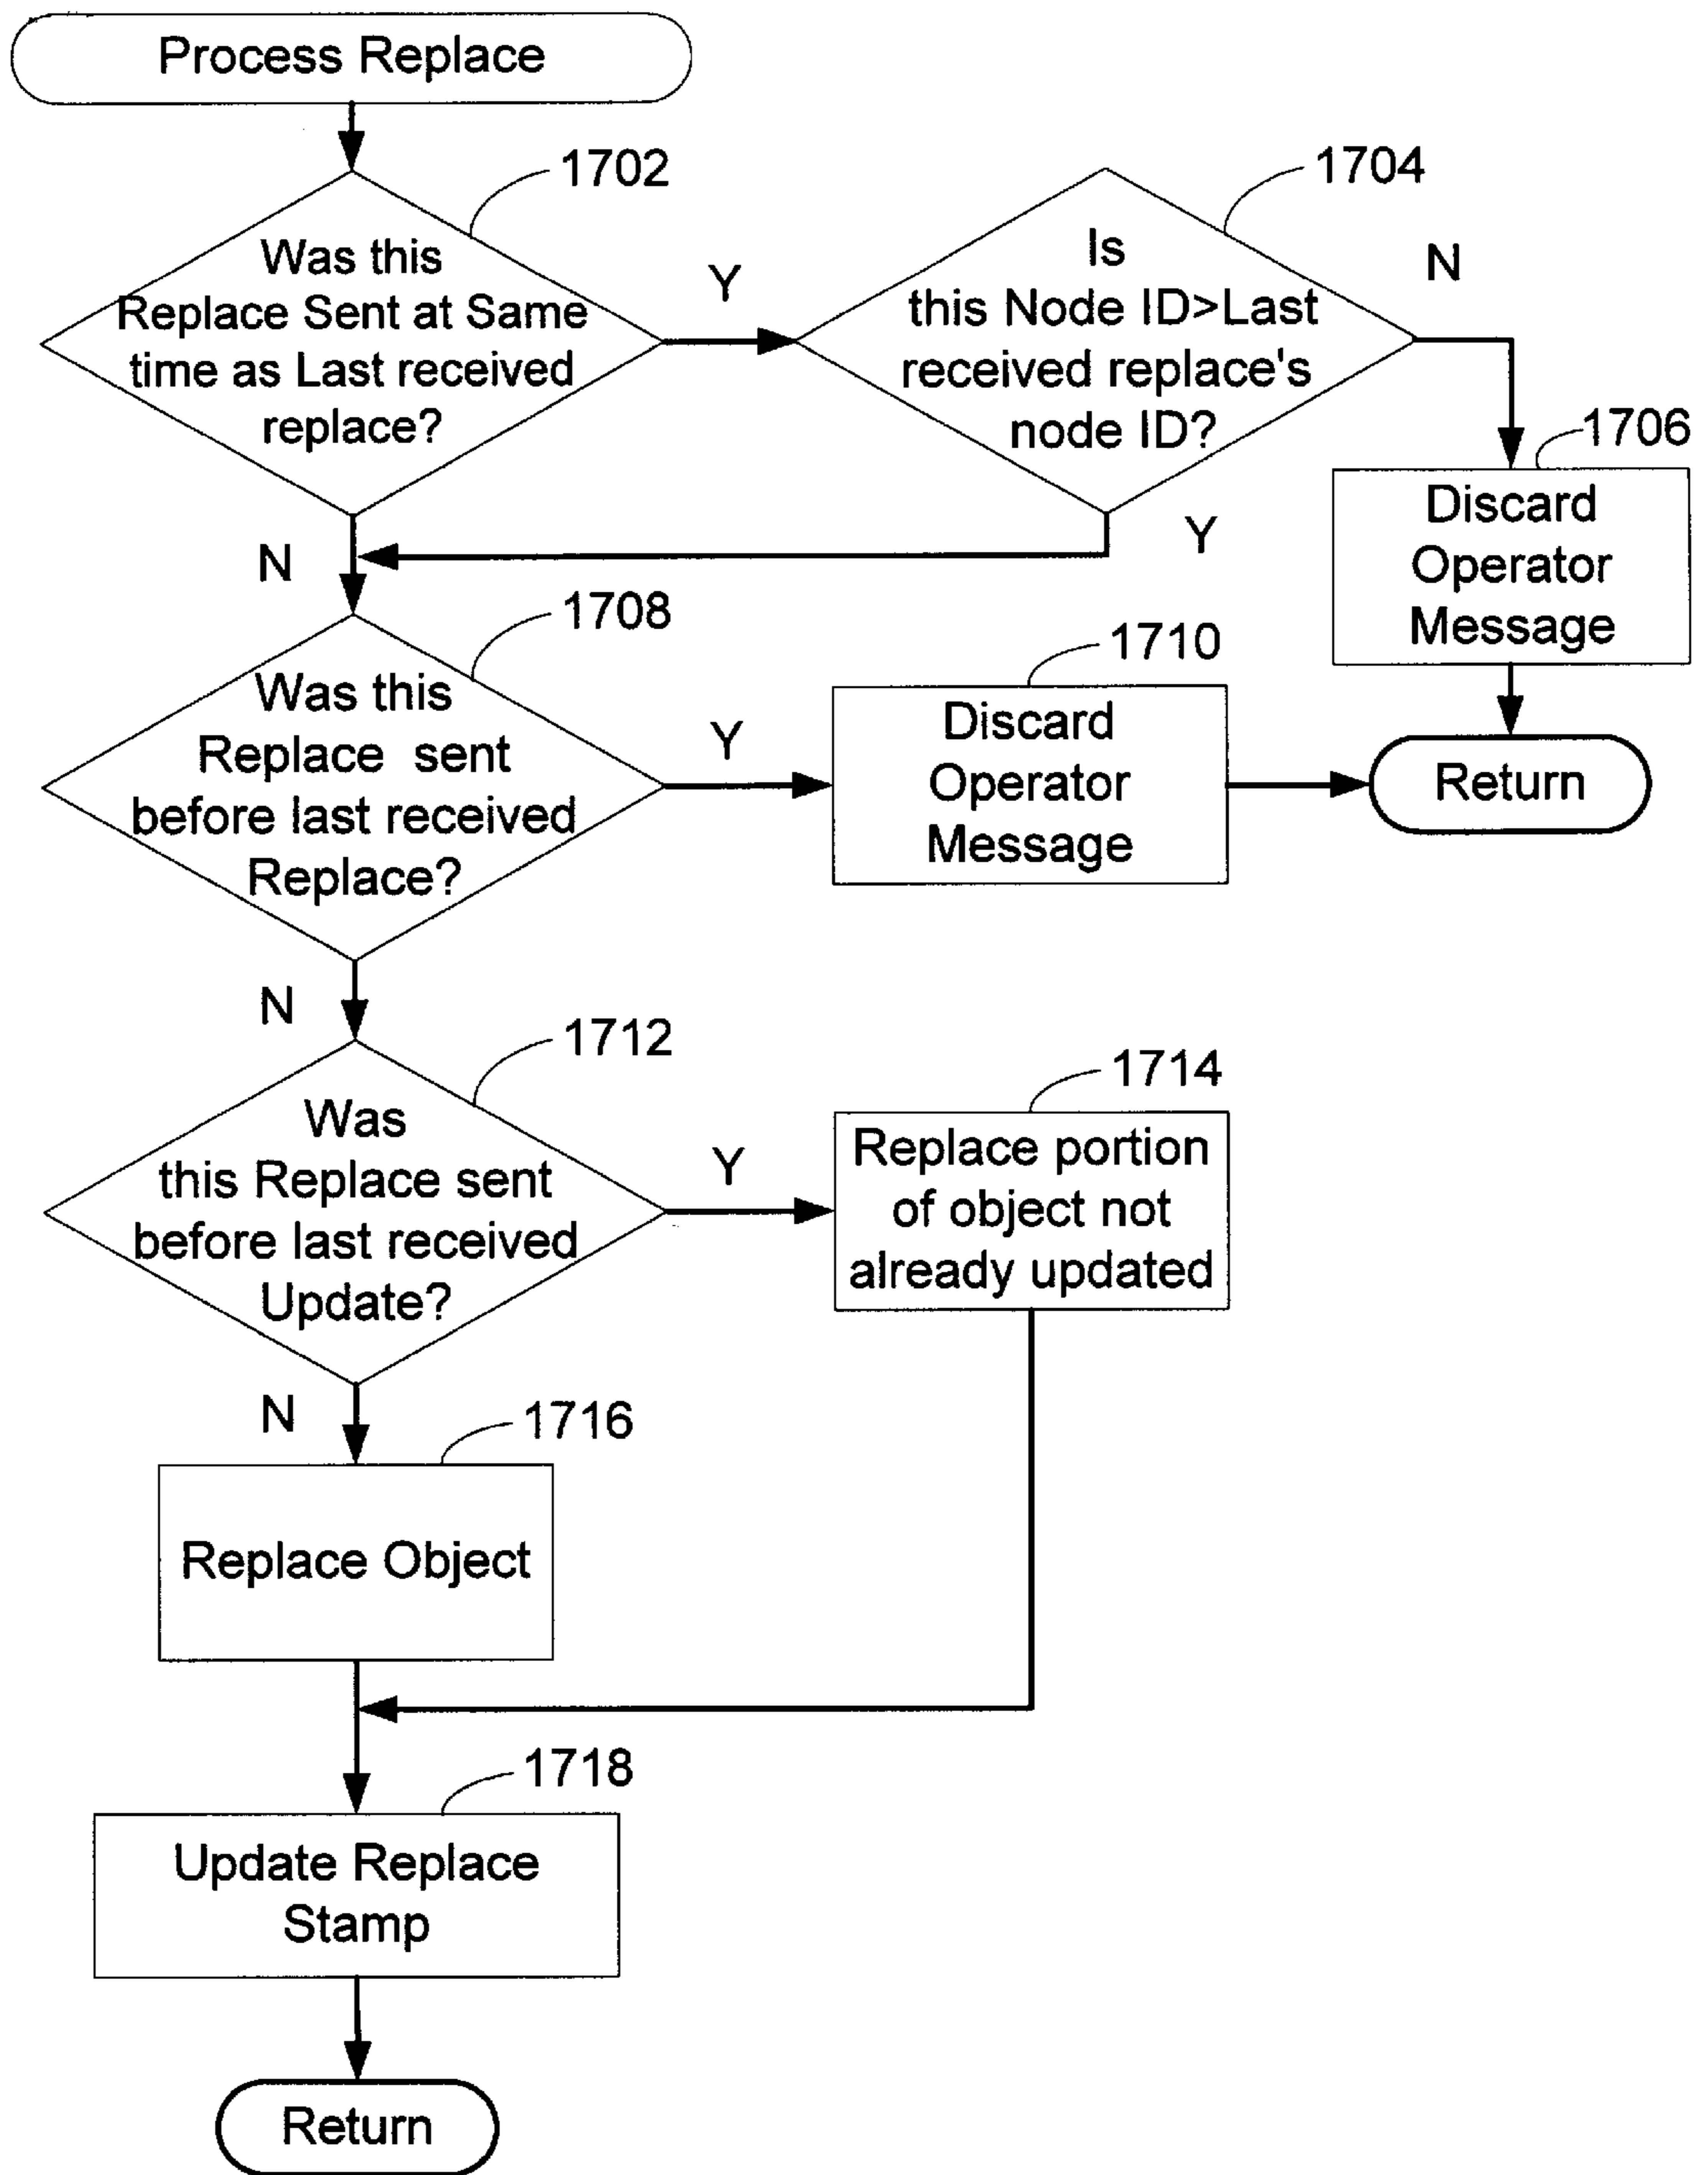 Process Replace
1702
Was this
Replace Sent at Same
time as Last received
replace?
Y
1704
Is
this Node ID>Last
received replace's
node ID?
N
1706
Discard
Operator
Message
Return
Y
N
1708
Was this
Replace sent
before last received
Replace?
Y
1710
Discard
Operator
Message
N
1712
Was
this Replace sent
before last received
Update?
Y
1714
Replace portion
of object not
already updated
N
1716
Replace Object
1718
Update Replace
Stamp
Return